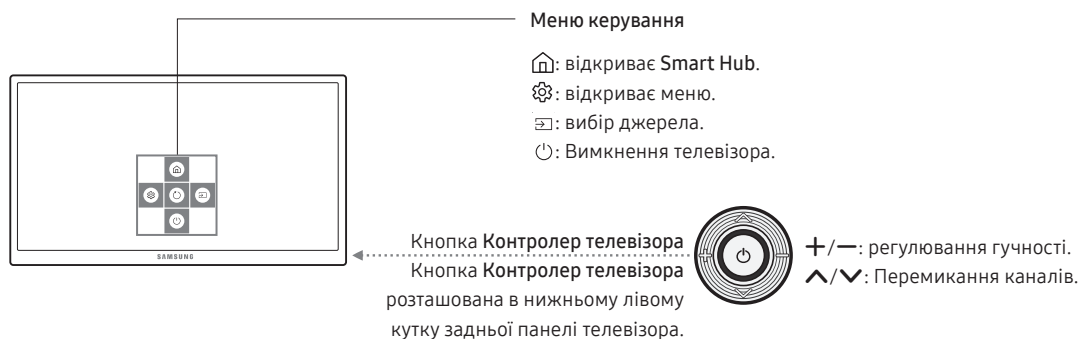 Меню керування
: відкриває Smart Hub.
: відкриває меню.
: вибір джерела.
: Вимкнення телевізора.
SAMSUNG
Кнопка Контролер телевізора
Кнопка Контролер телевізора
розташована в нижньому лівому
кутку задньої панелі телевізора.
+/−: регулювання гучності.
∧/∨: Перемикання каналів.